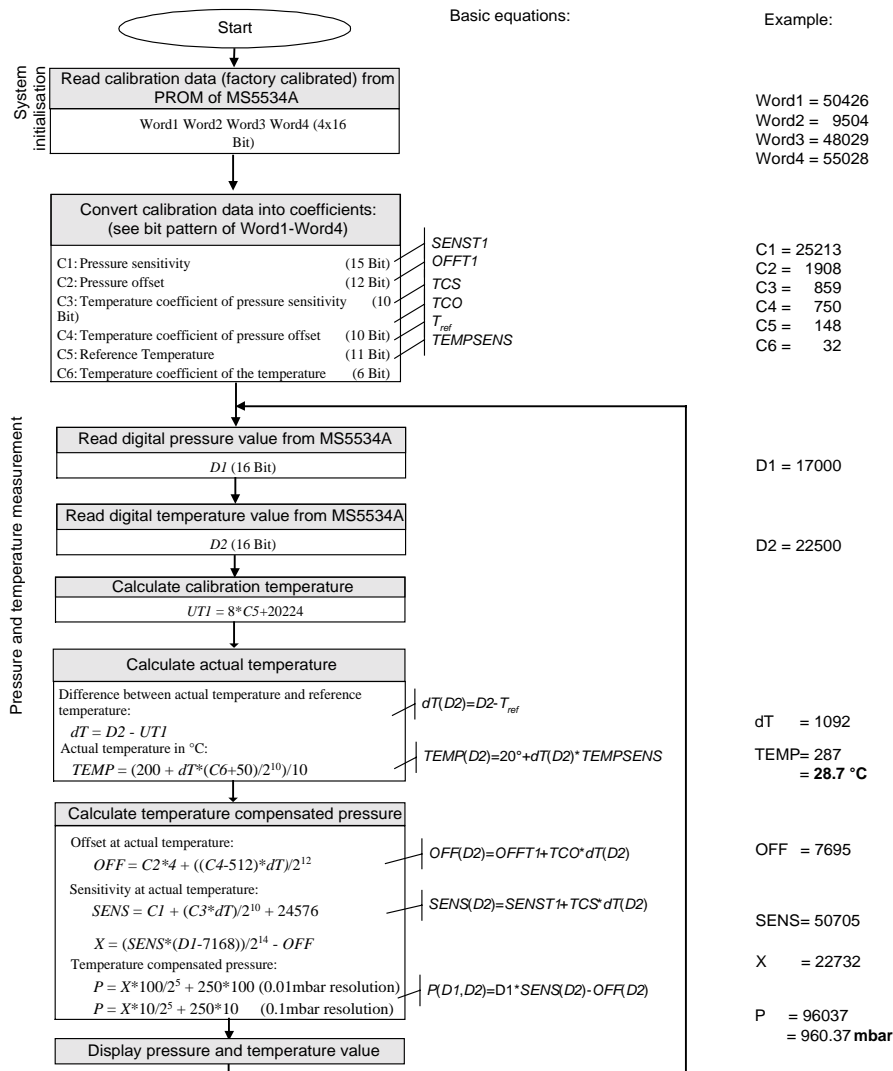 Basic equations:
Example:
Start
System initialisation
Read calibration data (factory calibrated) from
PROM of MS5534A
Word1 Word2 Word3 Word4 (4x16
Bit)
Word1 = 50426
Word2 = 9504
Word3 = 48029
Word4 = 55028
Convert calibration data into coefficients:
(see bit pattern of Word1-Word4)
C1: Pressure sensitivity (15 Bit)
C2: Pressure offset (12 Bit)
C3: Temperature coefficient of pressure sensitivity (10
Bit)
C4: Temperature coefficient of pressure offset (10 Bit)
C5: Reference Temperature (11 Bit)
C6: Temperature coefficient of the temperature (6 Bit)
SENST1
OFFT1
TCS
TCO
T_ref
TEMPSENS
C1 = 25213
C2 = 1908
C3 = 859
C4 = 750
C5 = 148
C6 = 32
Pressure and temperature measurement
Read digital pressure value from MS5534A
D1 (16 Bit)
D1 = 17000
Read digital temperature value from MS5534A
D2 (16 Bit)
D2 = 22500
Calculate calibration temperature
UT1 = 8*C5+20224
Calculate actual temperature
Difference between actual temperature and reference
temperature:
dT = D2 - UT1
Actual temperature in °C:
TEMP = (200 + dT*(C6+50)/2^10)/10
dT(D2)=D2-T_ref
TEMP(D2)=20°+dT(D2)*TEMPSENS
dT = 1092
TEMP= 287
= 28.7 °C
Calculate temperature compensated pressure
Offset at actual temperature:
OFF = C2*4 + ((C4-512)*dT)/2^12
Sensitivity at actual temperature:
SENS = C1 + (C3*dT)/2^10 + 24576
X = (SENS*(D1-7168))/2^14 - OFF
Temperature compensated pressure:
P = X*100/2^5 + 250*100 (0.01mbar resolution)
P = X*10/2^5 + 250*10 (0.1mbar resolution)
OFF(D2)=OFFT1+TCO*dT(D2)
SENS(D2)=SENST1+TCS*dT(D2)
P(D1,D2)=D1*SENS(D2)-OFF(D2)
OFF = 7695
SENS= 50705
X = 22732
P = 96037
= 960.37 mbar
Display pressure and temperature value